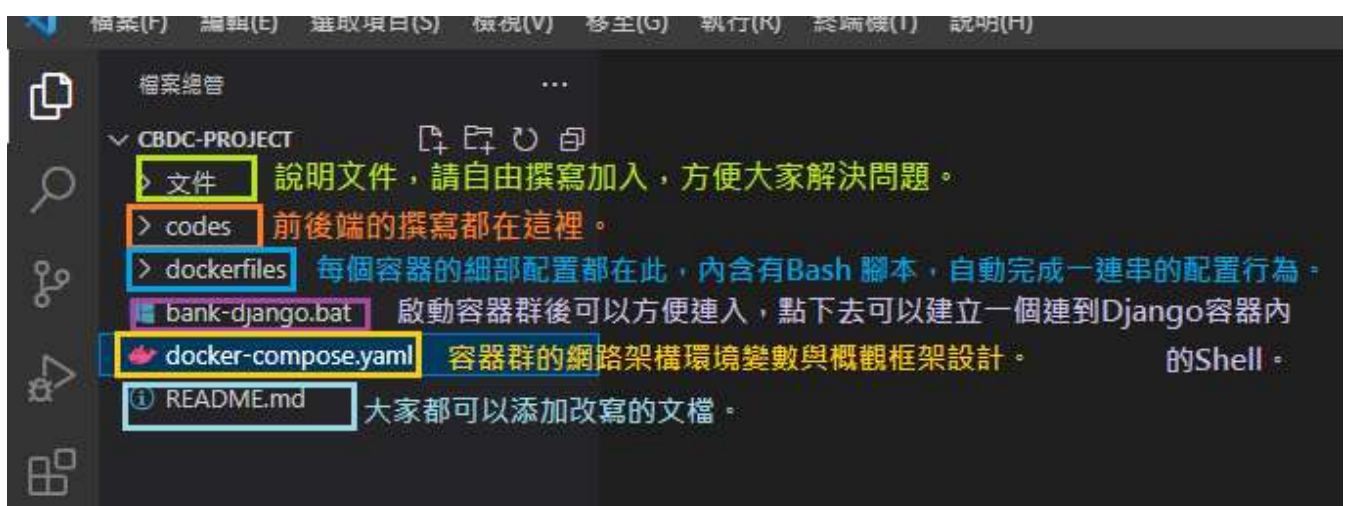 檔案(F) 編輯(E) 選取項目(S) 檢視(V) 移至(G) 執行(R) 終端機(T) 說明(H)
檔案總管 ...
CBDC-PROJECT
文件 說明文件，請自由撰寫加入，方便大家解決問題。
codes 前後端的撰寫都在這裡。
dockerfiles 每個容器的細部配置都在此，內含有Bash 腳本，自動完成一連串的配置行為。
bank-django.bat 啟動容器群後可以方便連入，點下去可以建立一個連到Django容器內
docker-compose.yaml 容器群的網路架構環境變數與概觀框架設計。 的Shell。
README.md 大家都可以添加改寫的文檔。